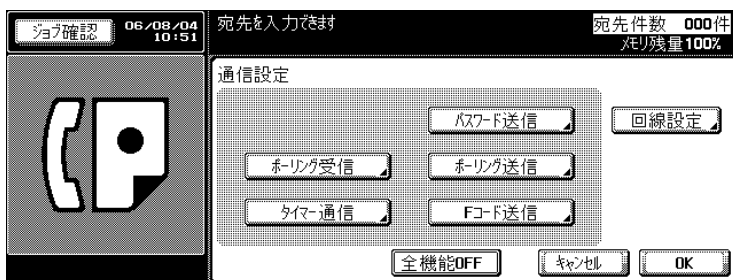 ジョブ確認
06/08/04
10:51
宛先を入力できます
宛先件数 000件
メモリ残量100%
通信設定
パスワード送信
回線設定
ポーリング受信
ポーリング送信
タイマー通信
Fコード送信
全機能OFF
キャンセル
OK